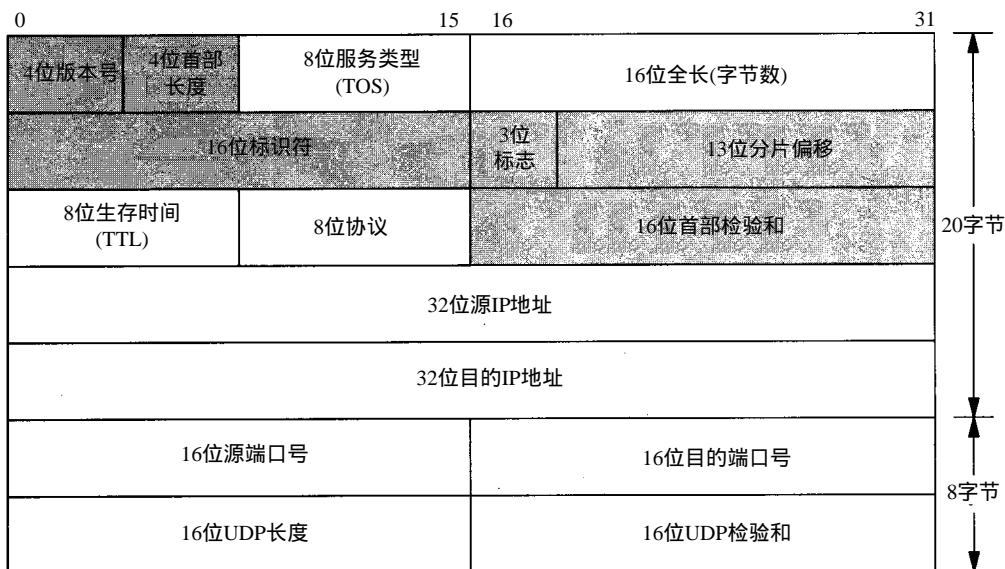 0 15 16 31
4位版本号
4位首部
长度
8位服务类型
(TOS)
16位全长(字节数)
16位标识符
3位
标志
13位分片偏移
8位生存时间
(TTL)
8位协议
16位首部检验和
20字节
32位源IP地址
32位目的IP地址
16位源端口号
16位目的端口号
8字节
16位UDP长度
16位UDP检验和